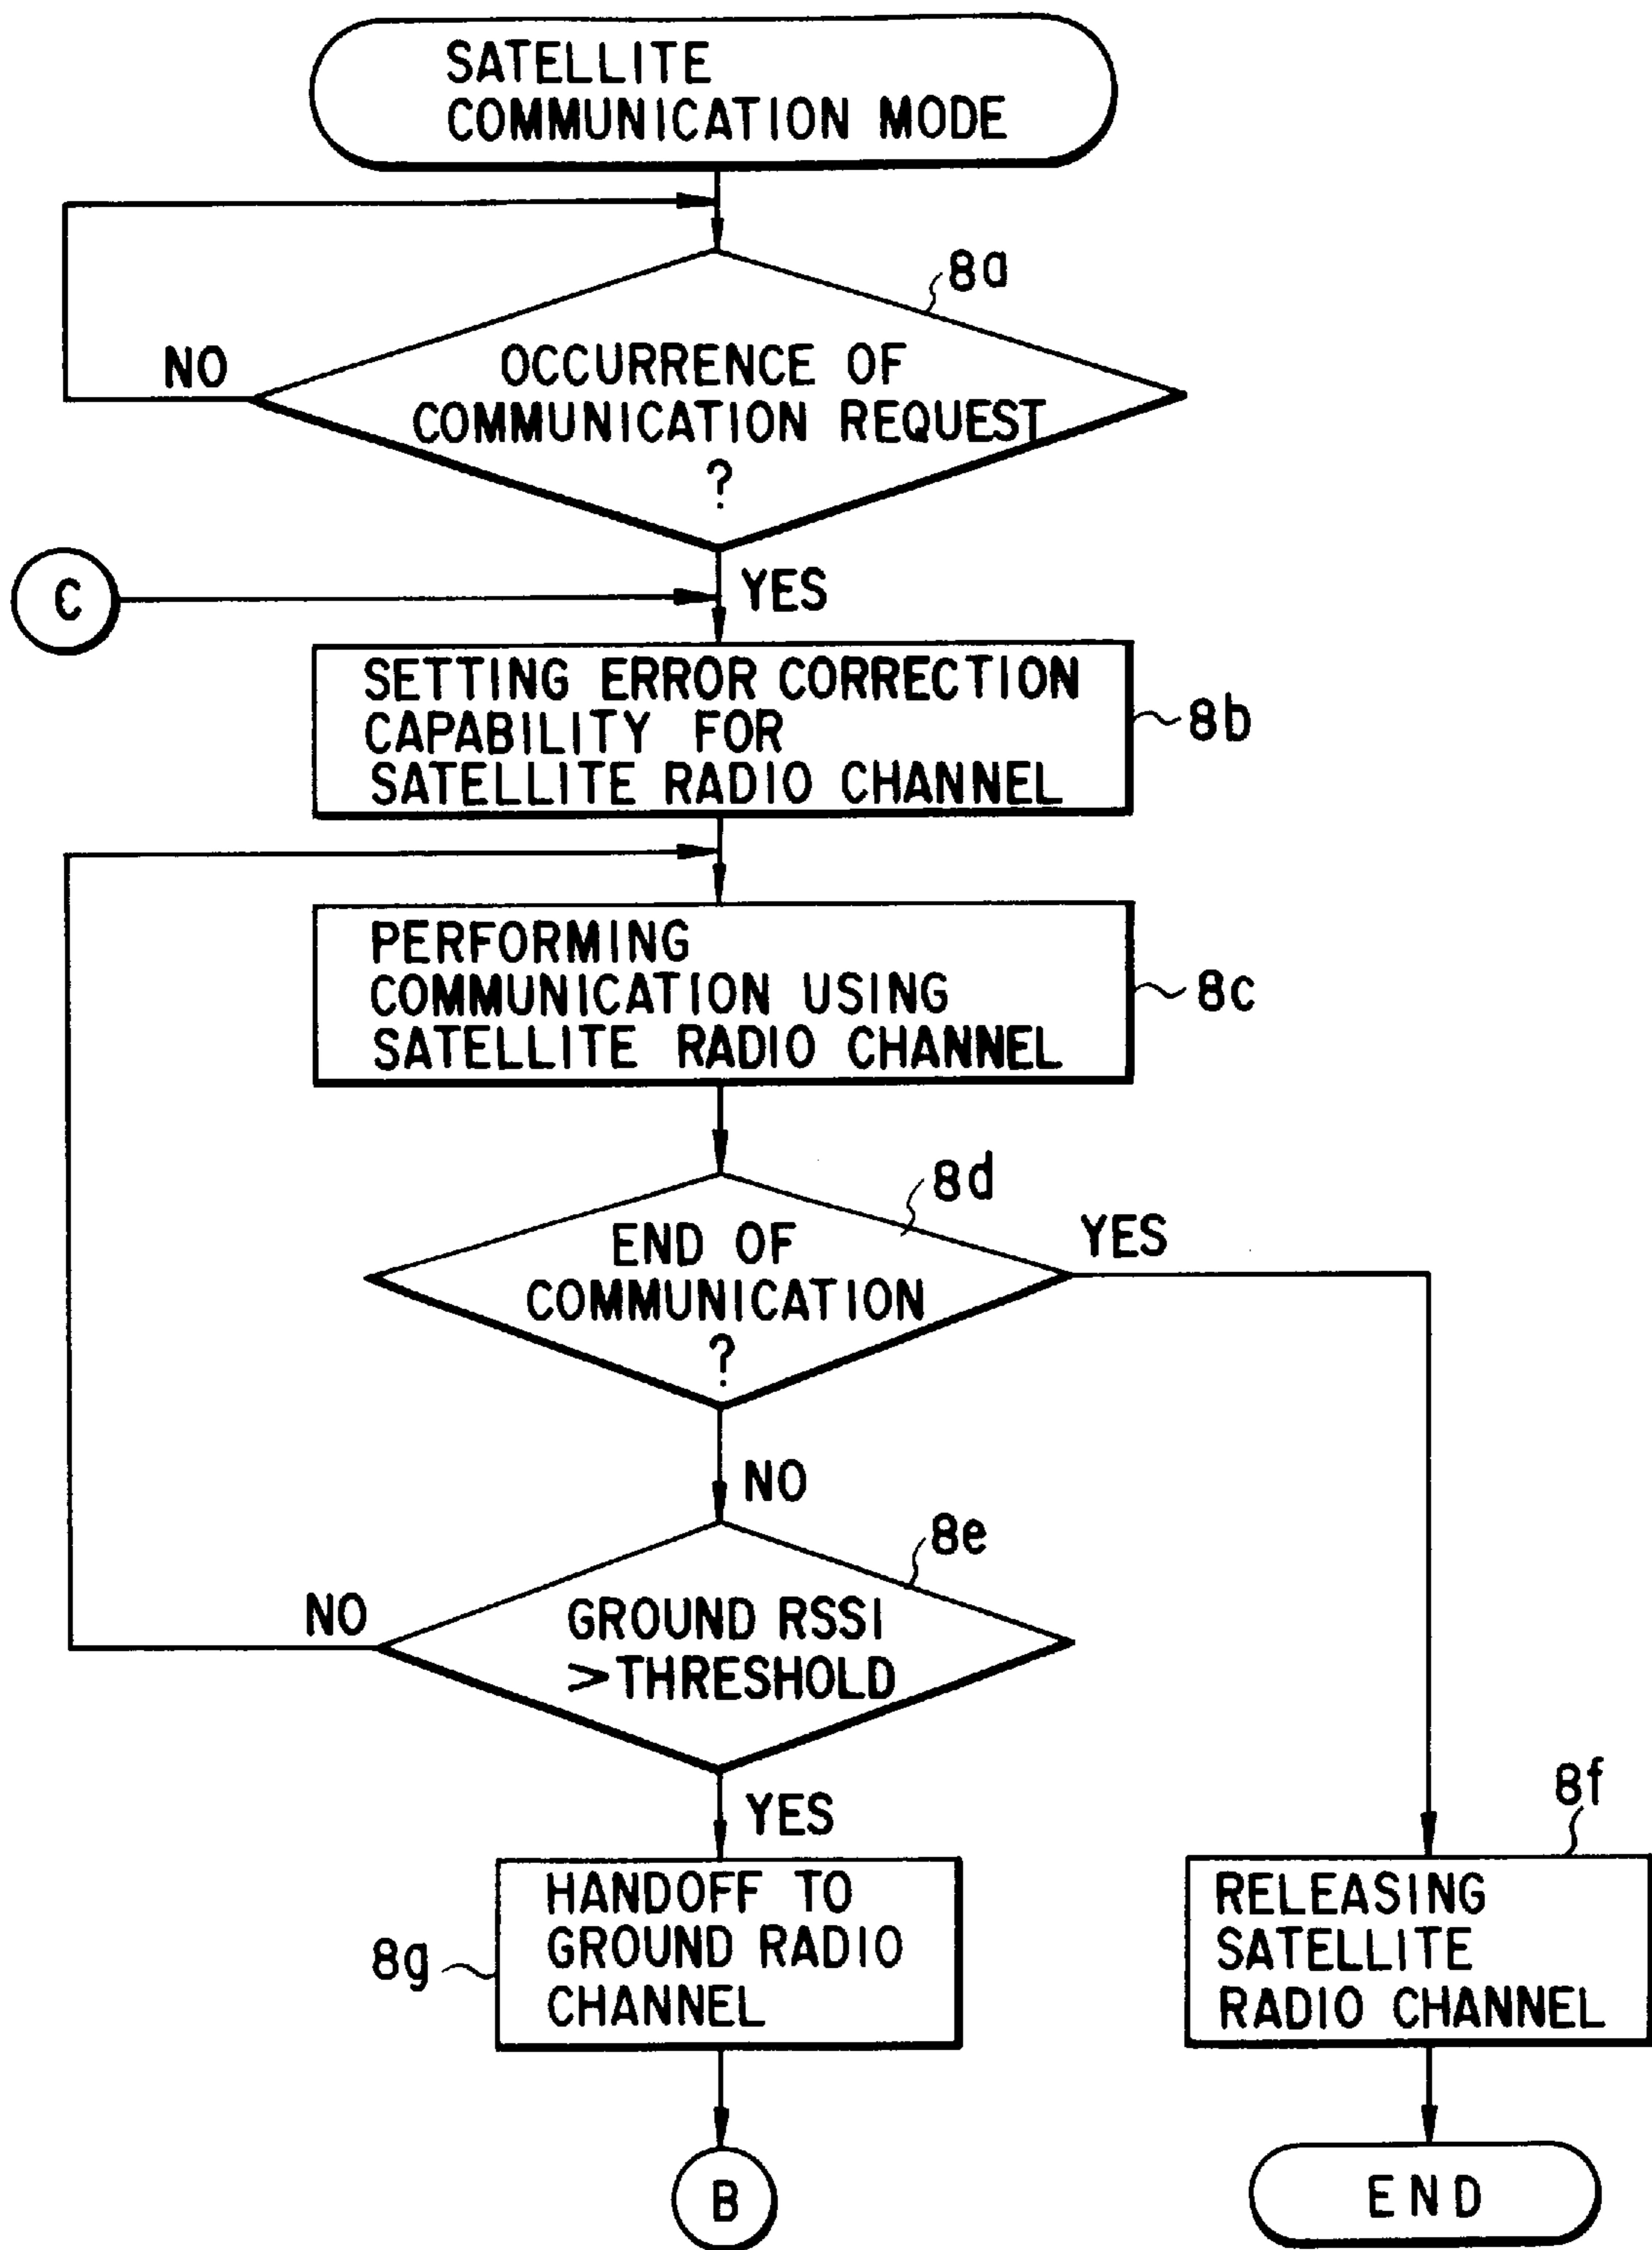 SATELLITE
COMMUNICATION MODE
8a
NO
OCCURRENCE OF
COMMUNICATION REQUEST
?
C
YES
SETTING ERROR CORRECTION
CAPABILITY FOR
SATELLITE RADIO CHANNEL
8b
PERFORMING
COMMUNICATION USING
SATELLITE RADIO CHANNEL
8c
8d
END OF
COMMUNICATION
?
YES
NO
8e
NO
GROUND RSSI
>THRESHOLD
YES
8f
HANDOFF TO
GROUND RADIO
CHANNEL
8g
RELEASING
SATELLITE
RADIO CHANNEL
B
END